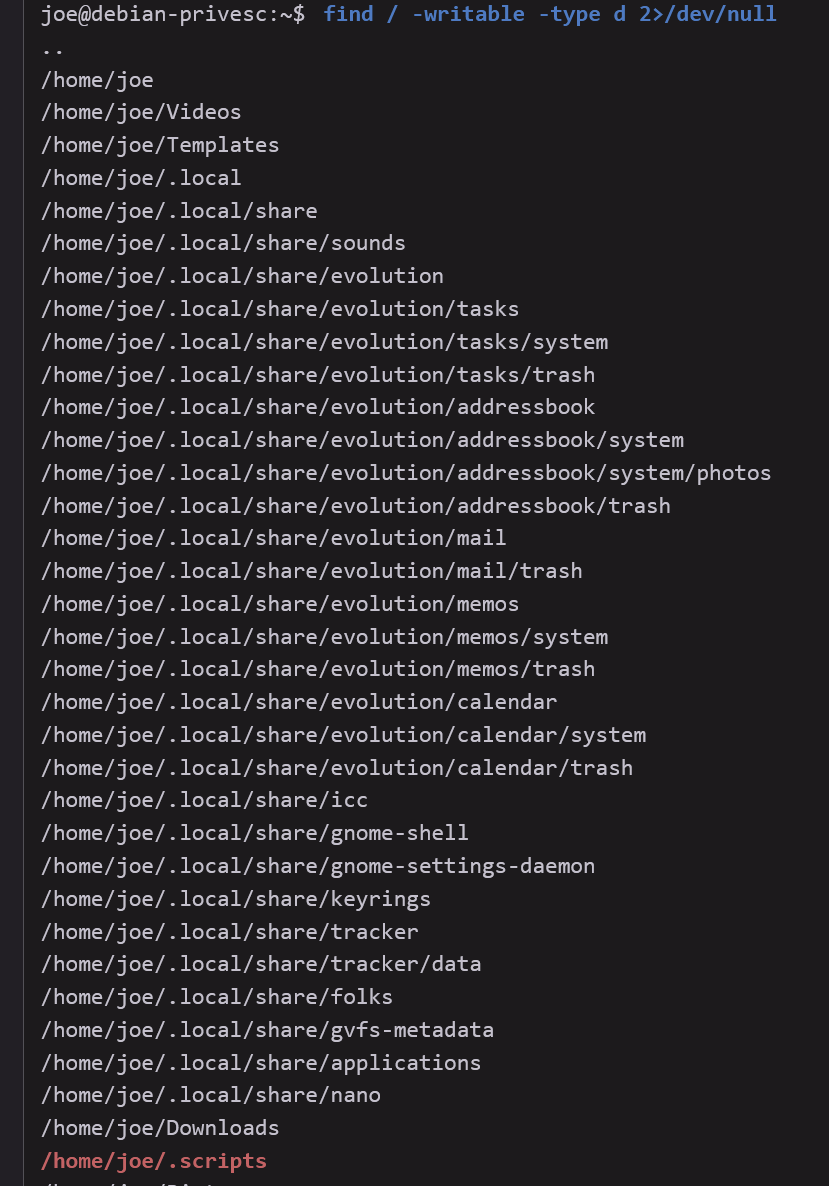 joe@debian-privesc:~$ find / -writable -type d 2>/dev/null
..
/home/joe
/home/joe/Videos
/home/joe/Templates
/home/joe/.local
/home/joe/.local/share
/home/joe/.local/share/sounds
/home/joe/.local/share/evolution
/home/joe/.local/share/evolution/tasks
/home/joe/.local/share/evolution/tasks/system
/home/joe/.local/share/evolution/tasks/trash
/home/joe/.local/share/evolution/addressbook
/home/joe/.local/share/evolution/addressbook/system
/home/joe/.local/share/evolution/addressbook/system/photos
/home/joe/.local/share/evolution/addressbook/trash
/home/joe/.local/share/evolution/mail
/home/joe/.local/share/evolution/mail/trash
/home/joe/.local/share/evolution/memos
/home/joe/.local/share/evolution/memos/system
/home/joe/.local/share/evolution/memos/trash
/home/joe/.local/share/evolution/calendar
/home/joe/.local/share/evolution/calendar/system
/home/joe/.local/share/evolution/calendar/trash
/home/joe/.local/share/icc
/home/joe/.local/share/gnome-shell
/home/joe/.local/share/gnome-settings-daemon
/home/joe/.local/share/keyrings
/home/joe/.local/share/tracker
/home/joe/.local/share/tracker/data
/home/joe/.local/share/folks
/home/joe/.local/share/gvfs-metadata
/home/joe/.local/share/applications
/home/joe/.local/share/nano
/home/joe/Downloads
/home/joe/.scripts